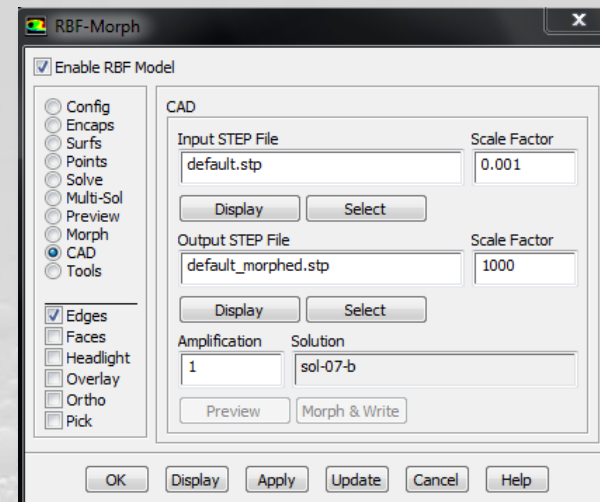 RBF-Morph
Enable RBF Model
Config
Encaps
Surfs
Points
Solve
Multi-Sol
Preview
Morph
CAD
Tools
Edges
Faces
Headlight
Overlay
Ortho
Pick
CAD
Input STEP File Scale Factor
default.stp 0.001
Display Select
Output STEP File Scale Factor
default_morphed.stp 1000
Display Select
Amplification Solution
1 sol-07-b
Preview Morph & Write
OK Display Apply Update Cancel Help